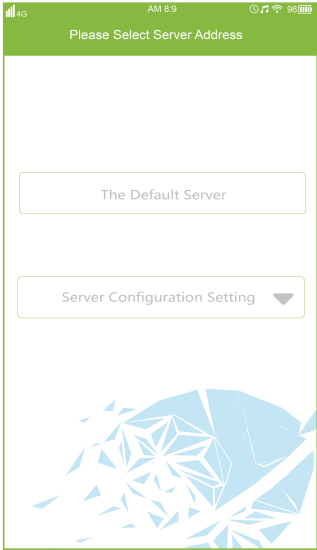 4G AM 8:9 98
Please Select Server Address
The Default Server
Server Configuration Setting